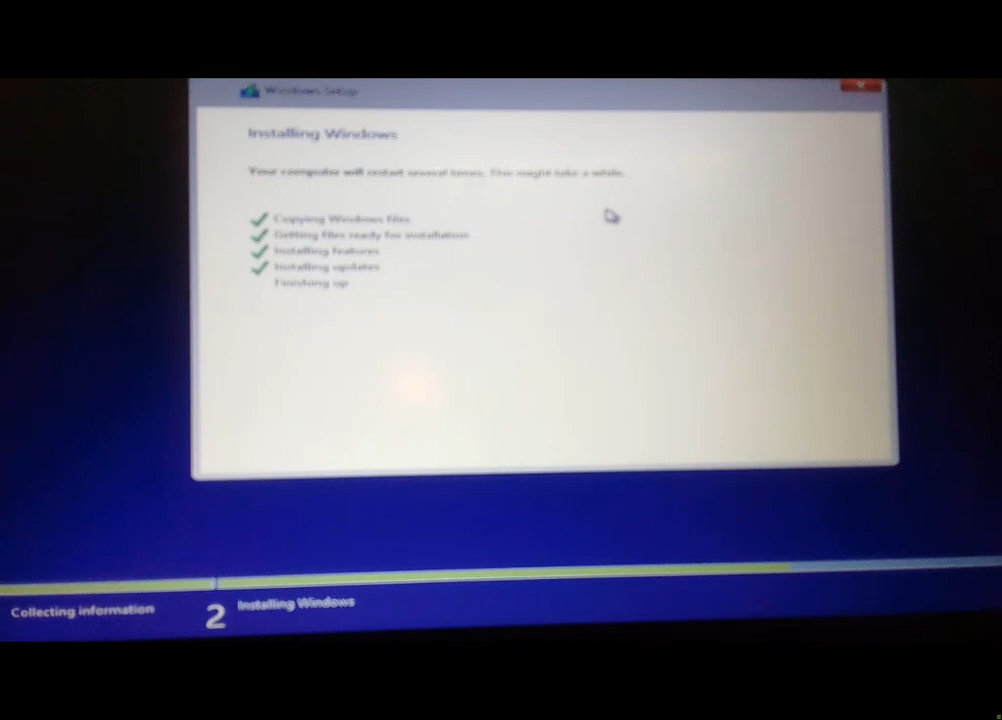 Windows Setup
Installing Windows
Your computer will restart several times. This might take a while.
Copying Windows files
Getting files ready for installation
Installing features
Installing updates
Finishing up
Collecting information
2 Installing Windows